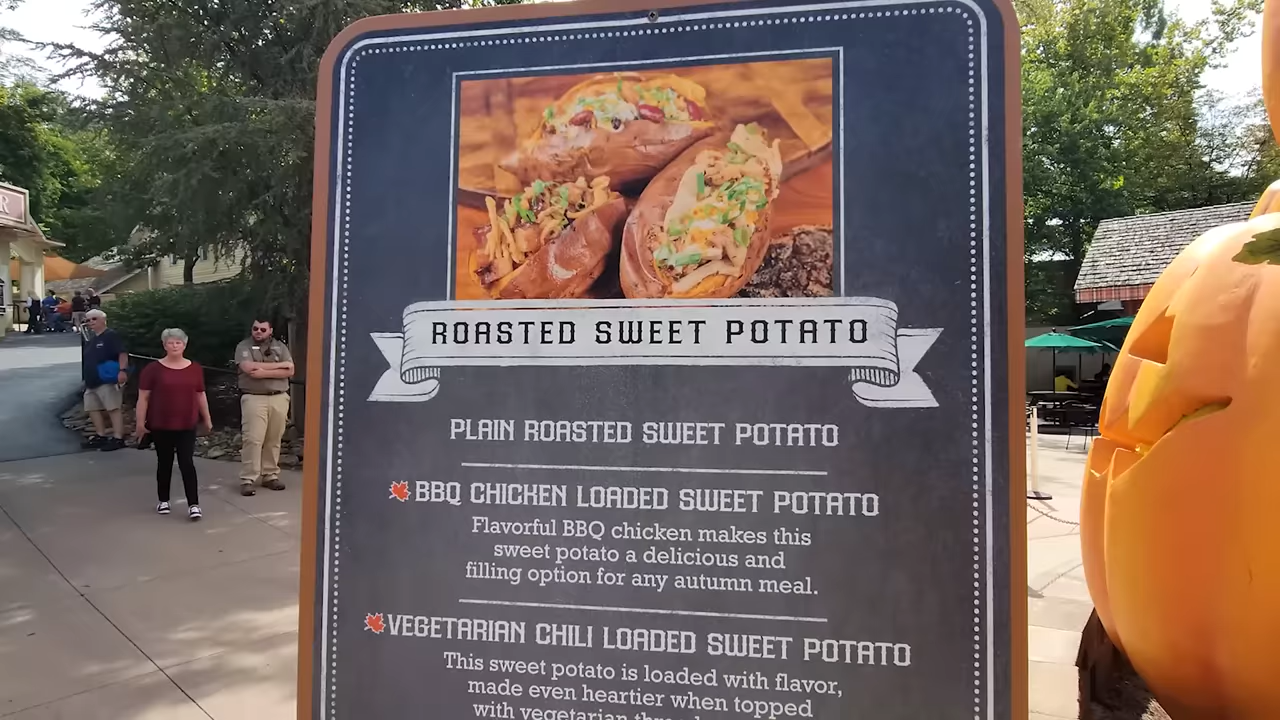 ROASTED SWEET POTATO
PLAIN ROASTED SWEET POTATO
BBQ CHICKEN LOADED SWEET POTATO
Flavorful BBQ chicken makes this
sweet potato a delicious and
filling option for any autumn meal.
VEGETARIAN CHILI LOADED SWEET POTATO
This sweet potato is loaded with flavor,
made even heartier when topped
with vegetarian